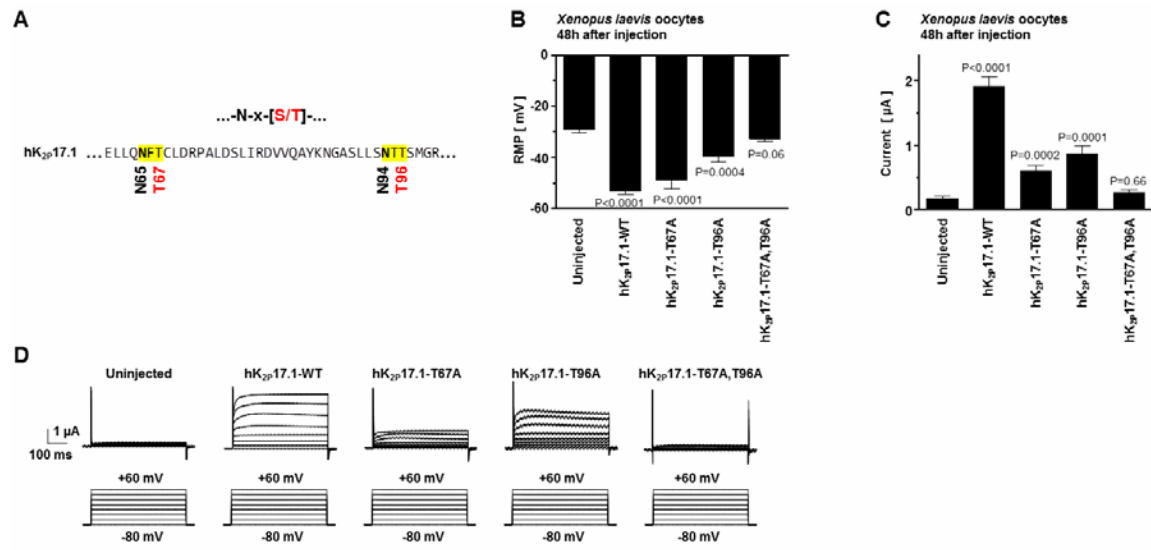 A
...-N-x-[S/T]-...
hK2P17.1 ...ELLQNFTCLDRPALDSLIRDVVQAYKNGASLLSNTTSMGR...
N65
T67
N94
T96
B
Xenopus laevis oocytes
48h after injection
RMP [ mV ]
0
-20
-40
-60
P<0.0001
P<0.0001
P=0.0004
P=0.06
Uninjected
hK2P17.1-WT
hK2P17.1-T67A
hK2P17.1-T96A
hK2P17.1-T67A,T96A
C
Xenopus laevis oocytes
48h after injection
Current [ µA ]
2
1
0
P<0.0001
P=0.0002
P=0.0001
P=0.66
Uninjected
hK2P17.1-WT
hK2P17.1-T67A
hK2P17.1-T96A
hK2P17.1-T67A,T96A
D
Uninjected
hK2P17.1-WT
hK2P17.1-T67A
hK2P17.1-T96A
hK2P17.1-T67A,T96A
1 µA
100 ms
+60 mV
+60 mV
+60 mV
+60 mV
+60 mV
-80 mV
-80 mV
-80 mV
-80 mV
-80 mV